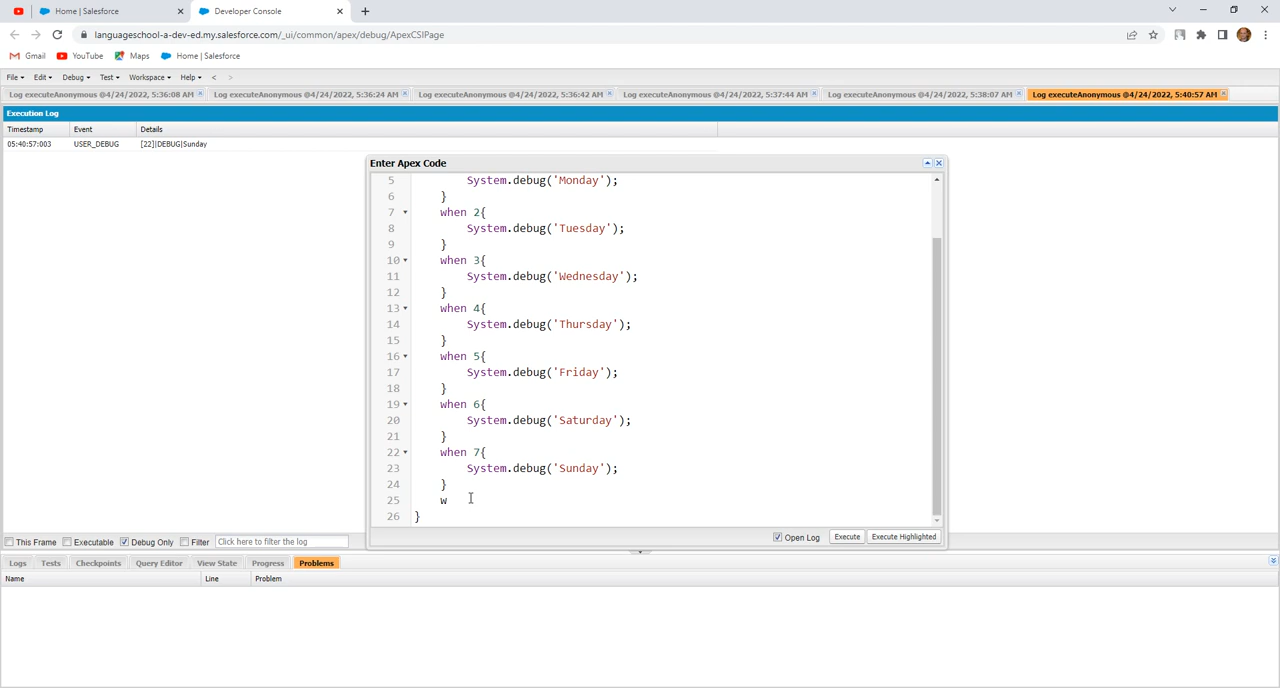 Home | Salesforce
Developer Console
languageschool-a-dev-ed.my.salesforce.com/_ui/common/apex/debug/ApexCSIPage
Gmail YouTube Maps Home | Salesforce
File Edit Debug Test Workspace Help < >
Log executeAnonymous @4/24/2022, 5:36:08 AM Log executeAnonymous @4/24/2022, 5:36:24 AM Log executeAnonymous @4/24/2022, 5:36:42 AM Log executeAnonymous @4/24/2022, 5:37:44 AM Log executeAnonymous @4/24/2022, 5:38:07 AM Log executeAnonymous @4/24/2022, 5:40:57 AM
Execution Log
Timestamp Event Details
05:40:57:003 USER_DEBUG [22]|DEBUG|Sunday
Enter Apex Code
5 System.debug('Monday');
6 }
7 when 2{
8 System.debug('Tuesday');
9 }
10 when 3{
11 System.debug('Wednesday');
12 }
13 when 4{
14 System.debug('Thursday');
15 }
16 when 5{
17 System.debug('Friday');
18 }
19 when 6{
20 System.debug('Saturday');
21 }
22 when 7{
23 System.debug('Sunday');
24 }
25 w
26 }
Open Log Execute Execute Highlighted
This Frame Executable Debug Only Filter Click here to filter the log
Logs Tests Checkpoints Query Editor View State Progress Problems
Name Line Problem